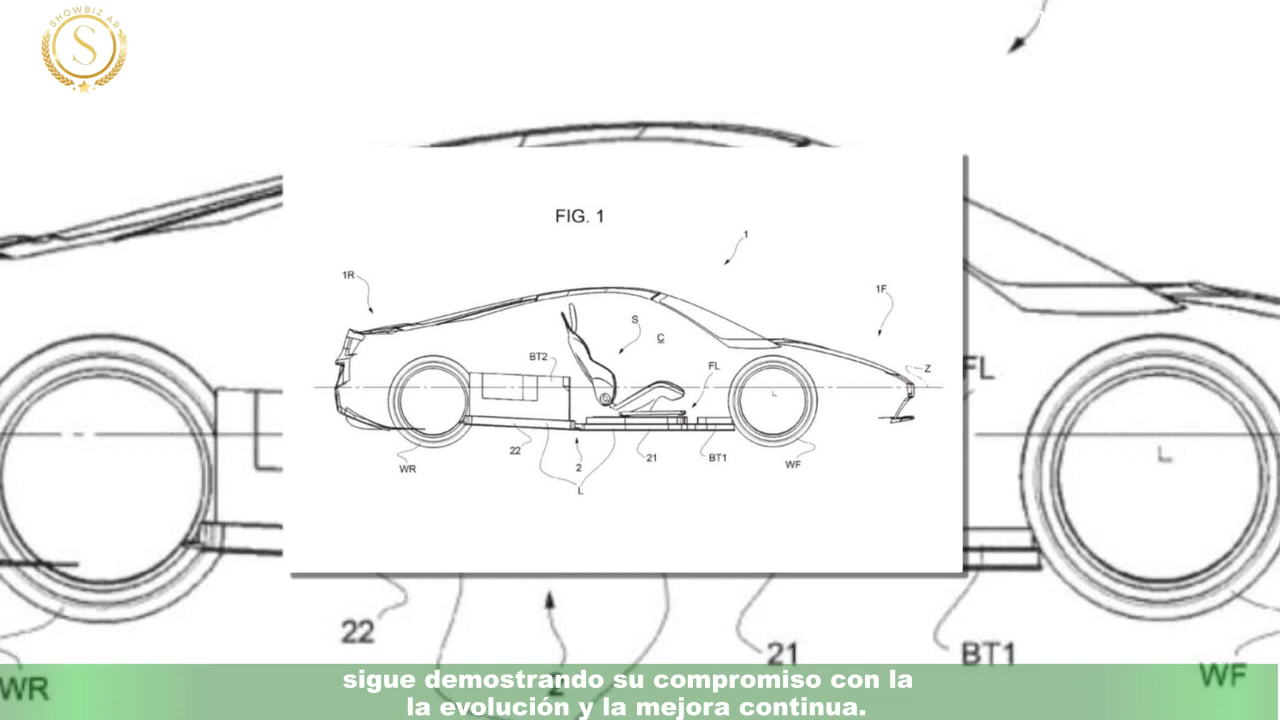 SHOWBIZ AR
S
FIG. 1
1
1R
1F
S
C
BT2
FL
Z
L
22
2
21
BT1
WR
L
WF
FL
L
22
21
BT1
WR
2
WF
sigue demostrando su compromiso con la
la evolución y la mejora continua.